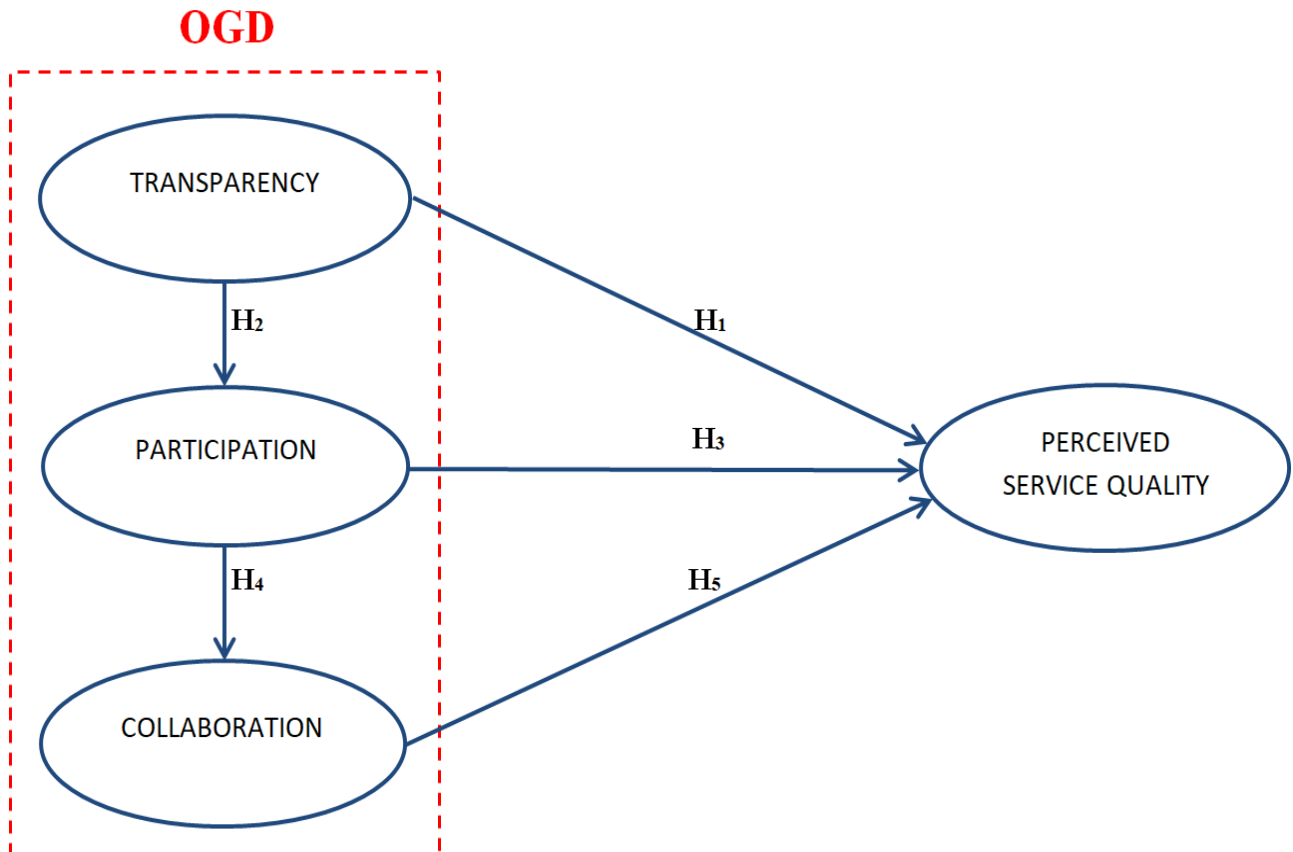 OGD
TRANSPARENCY
H₂
H₁
PARTICIPATION
H₃
PERCEIVED
SERVICE QUALITY
H₄
H₅
COLLABORATION